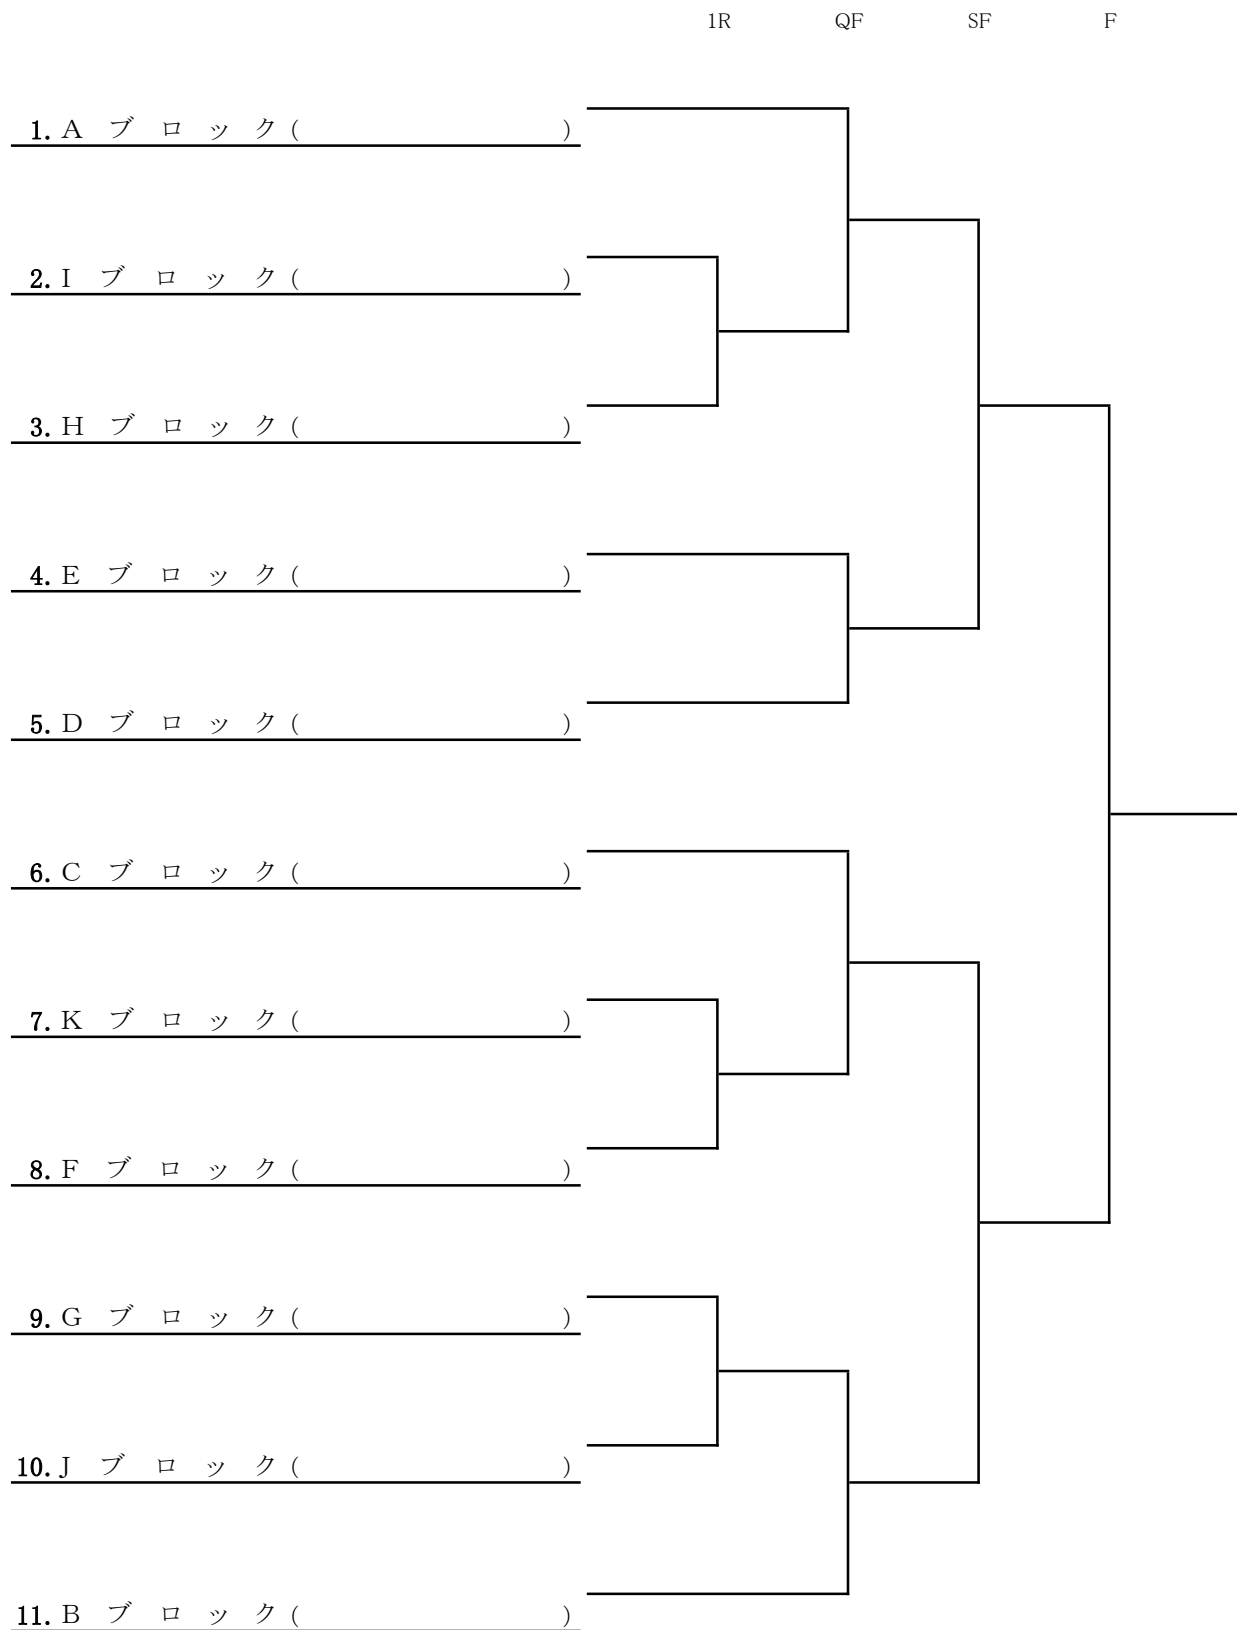 1R QF SF F
1. A ブロック( )
2. I ブロック( )
3. H ブロック( )
4. E ブロック( )
5. D ブロック( )
6. C ブロック( )
7. K ブロック( )
8. F ブロック( )
9. G ブロック( )
10. J ブロック( )
11. B ブロック( )